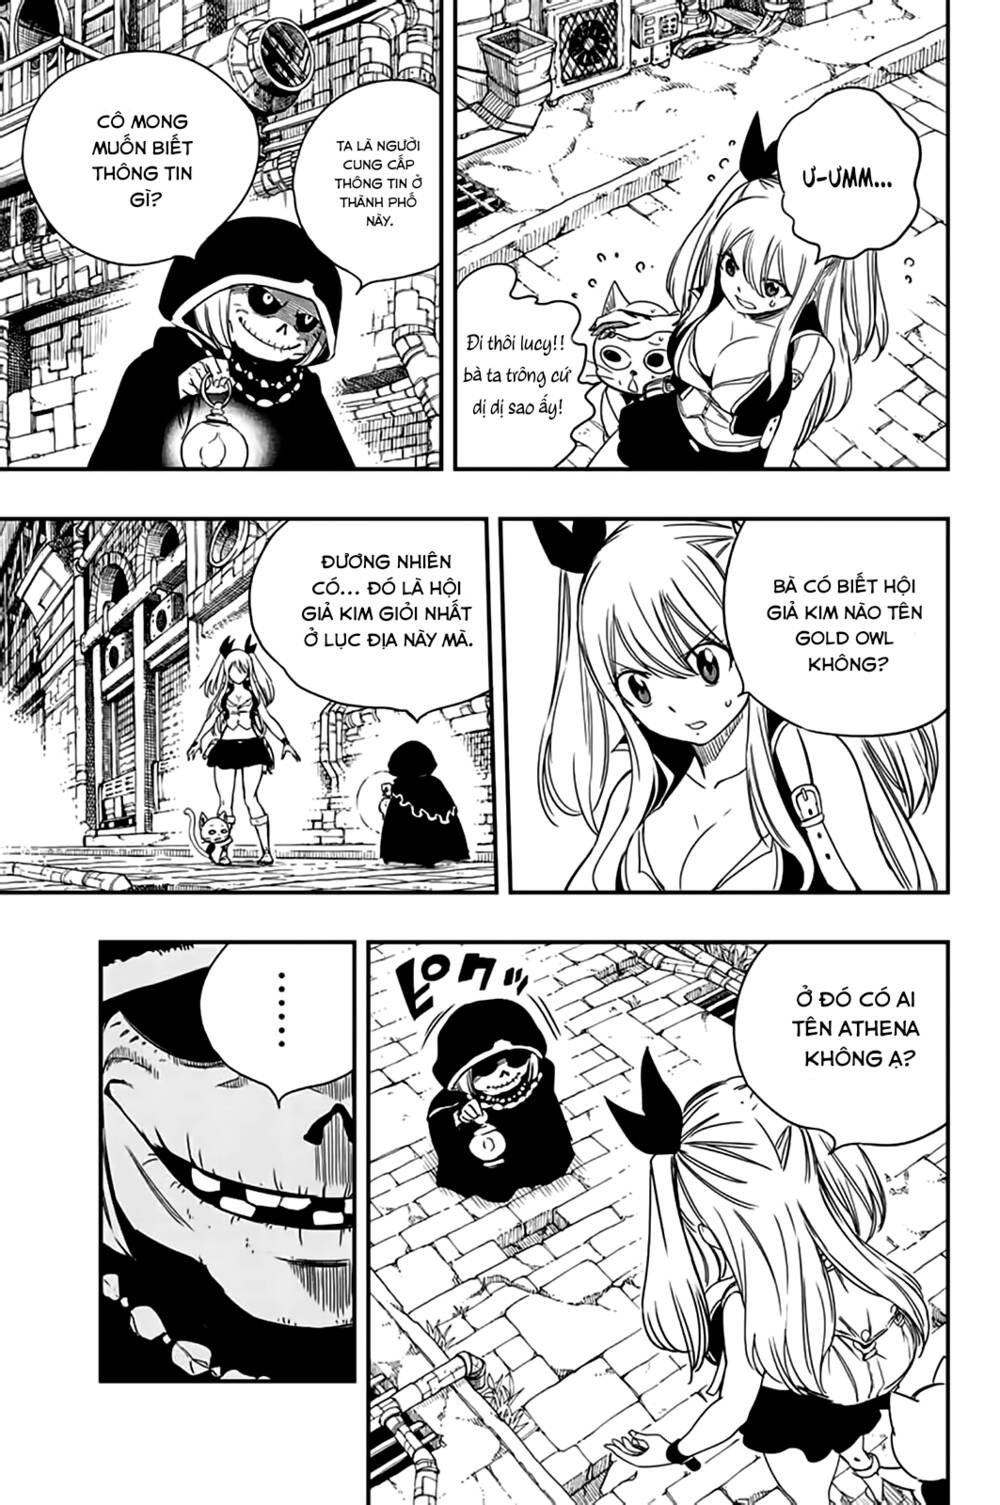 Ư-ƯMM...
Đi thôi lucy!!
bà ta trông cứ
dị dị sao ấy!
TA LÀ NGƯỜI
CUNG CẤP
THÔNG TIN Ở
THÀNH PHỐ
NÀY.
CÔ MONG
MUỐN BIẾT
THÔNG TIN
GÌ?
BÀ CÓ BIẾT HỘI
GIẢ KIM NÀO TÊN
GOLD OWL
KHÔNG?
ĐƯƠNG NHIÊN
CÓ... ĐÓ LÀ HỘI
GIẢ KIM GIỎI NHẤT
Ở LỤC ĐỊA NÀY MÀ.
Ở ĐÓ CÓ AI
TÊN ATHENA
KHÔNG Ạ?
ピクッ
......